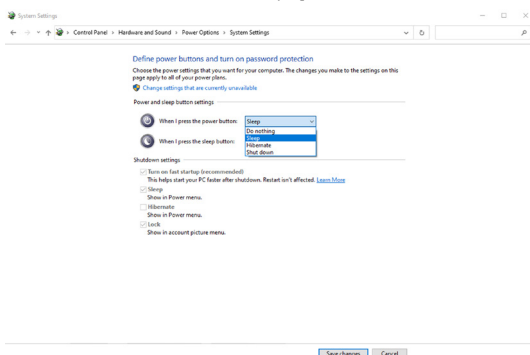 System Settings
Control Panel > Hardware and Sound > Power Options > System Settings
Define power buttons and turn on password protection
Choose the power settings that you want for your computer. The changes you make to the settings on this
page apply to all of your power plans.
Change settings that are currently unavailable
Power and sleep button settings
When I press the power button: Sleep
Do nothing
Sleep
When I press the sleep button: Hibernate
Shut down
Shutdown settings
Turn on fast startup (recommended)
This helps start your PC faster after shutdown. Restart isn't affected. Learn More
Sleep
Show in Power menu.
Hibernate
Show in Power menu.
Lock
Show in account picture menu.
Save changes Cancel